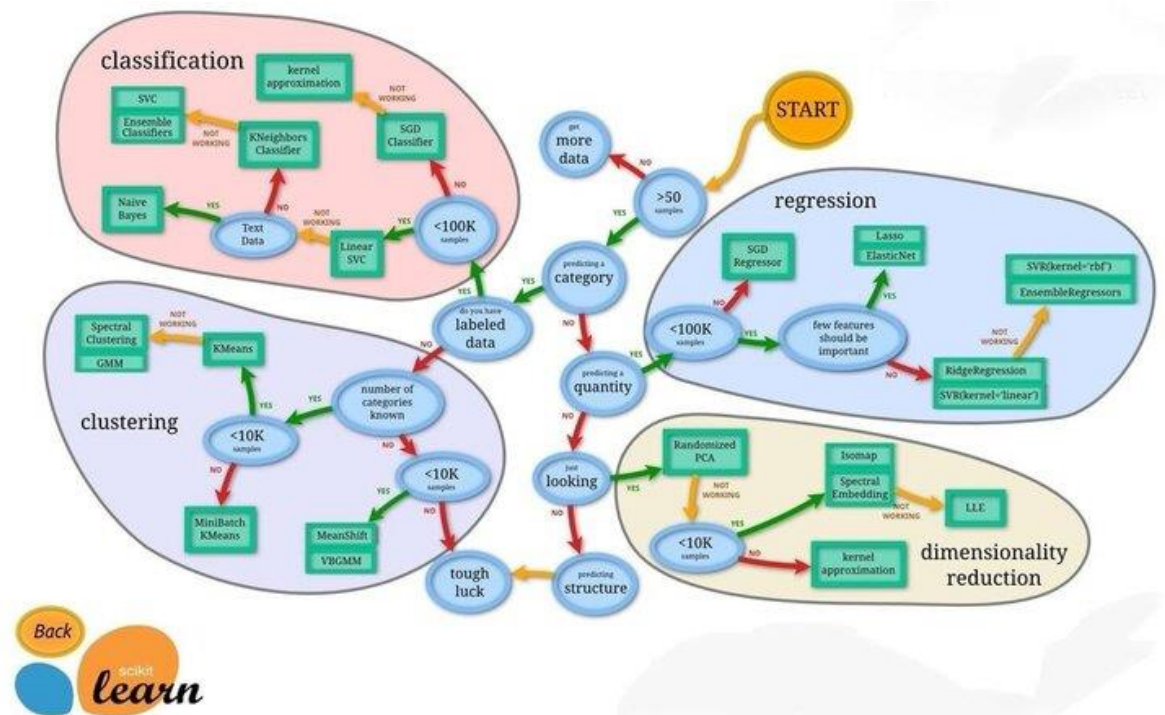 classification
kernel
approximation
NOT
WORKING
SVC
Ensemble
Classifiers
NOT
WORKING
KNeighbors
Classifier
SGD
Classifier
NO
Naive
Bayes
YES
Text
Data
NO
NOT
WORKING
Linear
SVC
YES
<100K
samples
YES
START
get
more
data
NO
>50
samples
YES
predicting a
category
YES
NO
do you have
labeled
data
NO
predicting a
quantity
YES
NO
just
looking
YES
NO
predicting
structure
tough
luck
regression
SGD
Regressor
NO
<100K
samples
YES
Lasso
ElasticNet
YES
few features
should be
important
NO
SVR(kernel='rbf')
EnsembleRegressors
NOT
WORKING
RidgeRegression
SVR(kernel='linear')
clustering
Spectral
Clustering
GMM
NOT
WORKING
KMeans
YES
<10K
samples
NO
MiniBatch
KMeans
YES
number of
categories
known
NO
<10K
samples
YES
NO
MeanShift
VBGMM
Randomized
PCA
NOT
WORKING
<10K
samples
YES
NO
Isomap
Spectral
Embedding
NOT
WORKING
LLE
kernel
approximation
dimensionality
reduction
Back
scikit
learn